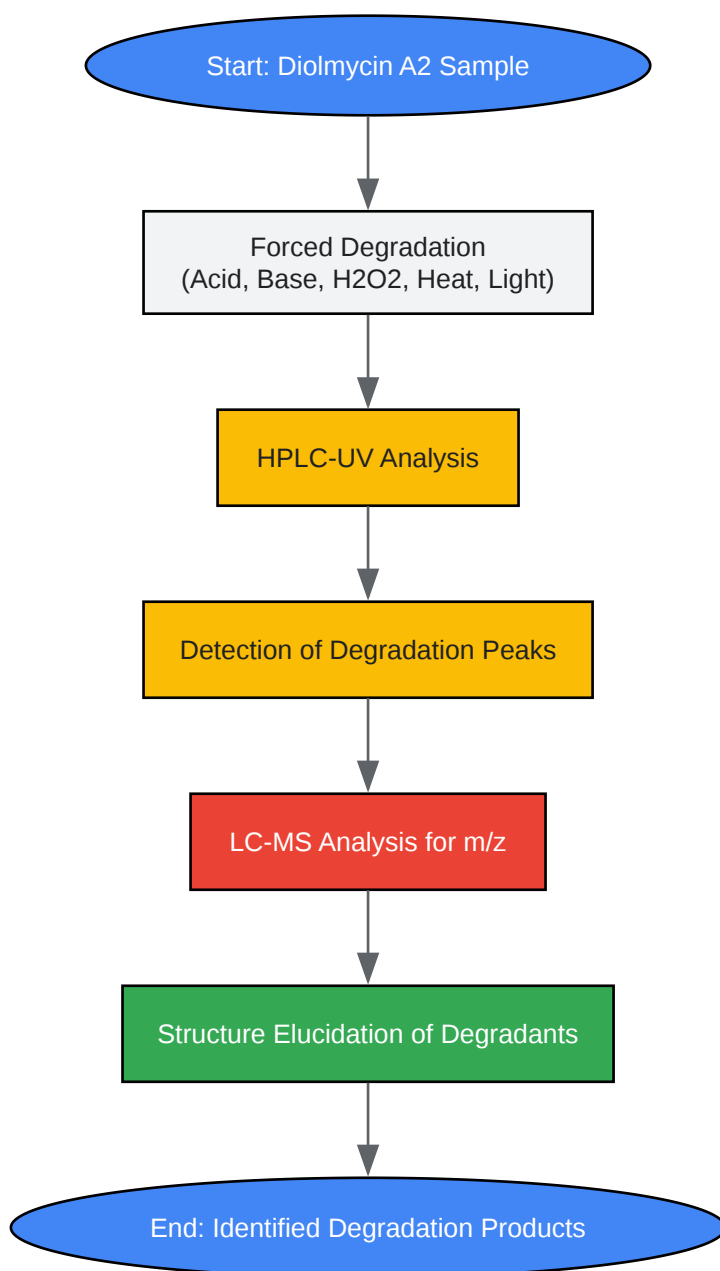 Start: Diolmycin A2 Sample
Forced Degradation
(Acid, Base, H2O2, Heat, Light)
HPLC-UV Analysis
Detection of Degradation Peaks
LC-MS Analysis for m/z
Structure Elucidation of Degradants
End: Identified Degradation Products